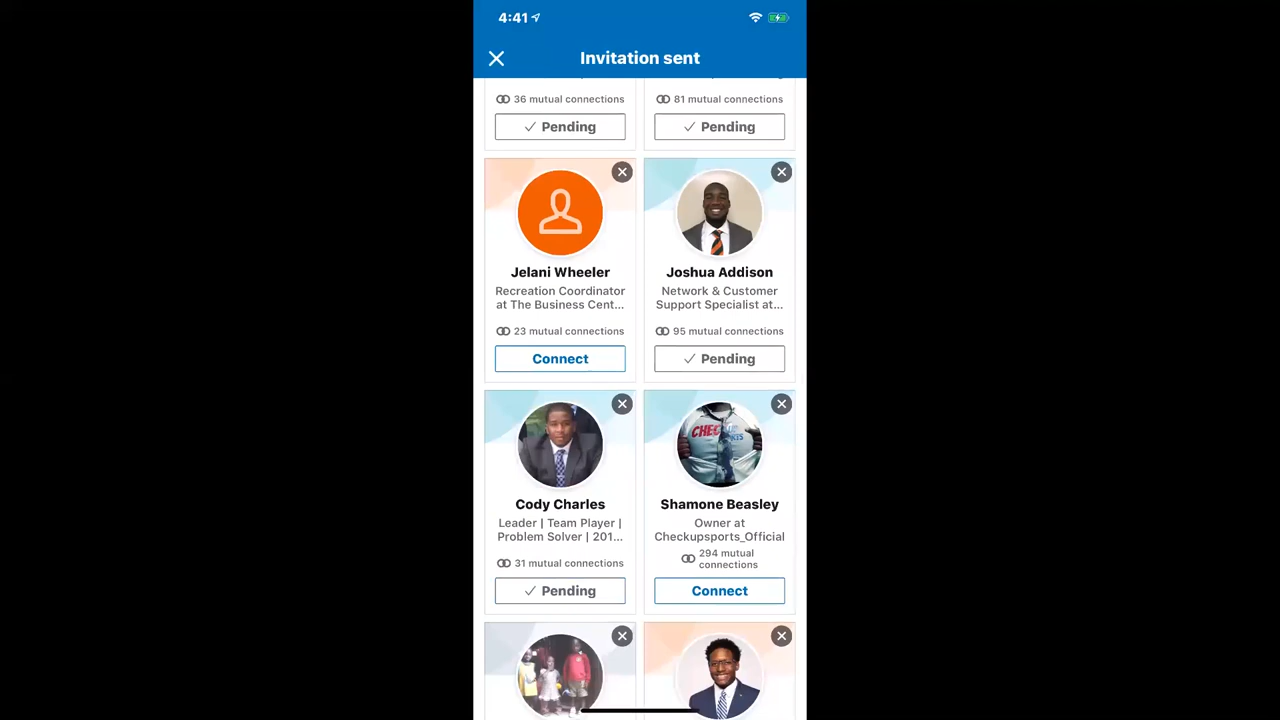 4:41
Invitation sent
36 mutual connections
81 mutual connections
Pending
Pending
Jelani Wheeler
Recreation Coordinator
at The Business Cent...
23 mutual connections
Connect
Joshua Addison
Network & Customer
Support Specialist at...
95 mutual connections
Pending
Cody Charles
Leader | Team Player |
Problem Solver | 201...
31 mutual connections
Pending
CHEC
RTS
Shamone Beasley
Owner at
Checkupsports_Official
294 mutual
connections
Connect